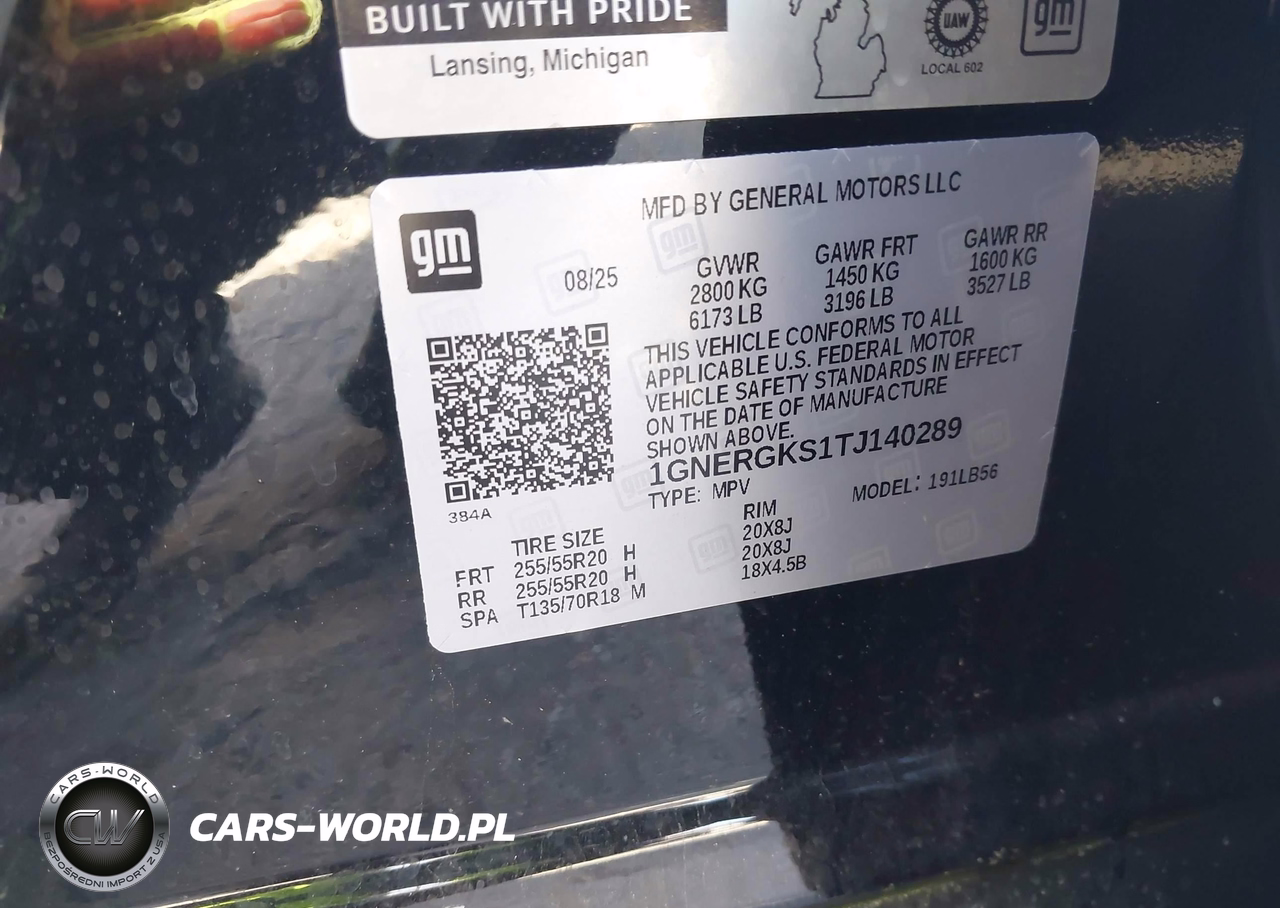 BUILT WITH PRIDE
Lansing, Michigan
UAW
LOCAL 602
gm
gm
MFD BY GENERAL MOTORS LLC
08/25
GVWR GAWR FRT GAWR RR
2800 KG 1450 KG 1600 KG
6173 LB 3196 LB 3527 LB
THIS VEHICLE CONFORMS TO ALL
APPLICABLE U.S. FEDERAL MOTOR
VEHICLE SAFETY STANDARDS IN EFFECT
ON THE DATE OF MANUFACTURE
SHOWN ABOVE.
1GNERGKS1TJ140289
TYPE: MPV MODEL: 191LB56
384A
TIRE SIZE RIM
FRT 255/55R20 H 20X8J
RR 255/55R20 H 20X8J
SPA T135/70R18 M 18X4.5B
CARS-WORLD
CW
BEZPOŚREDNI IMPORT Z USA
CARS-WORLD.PL